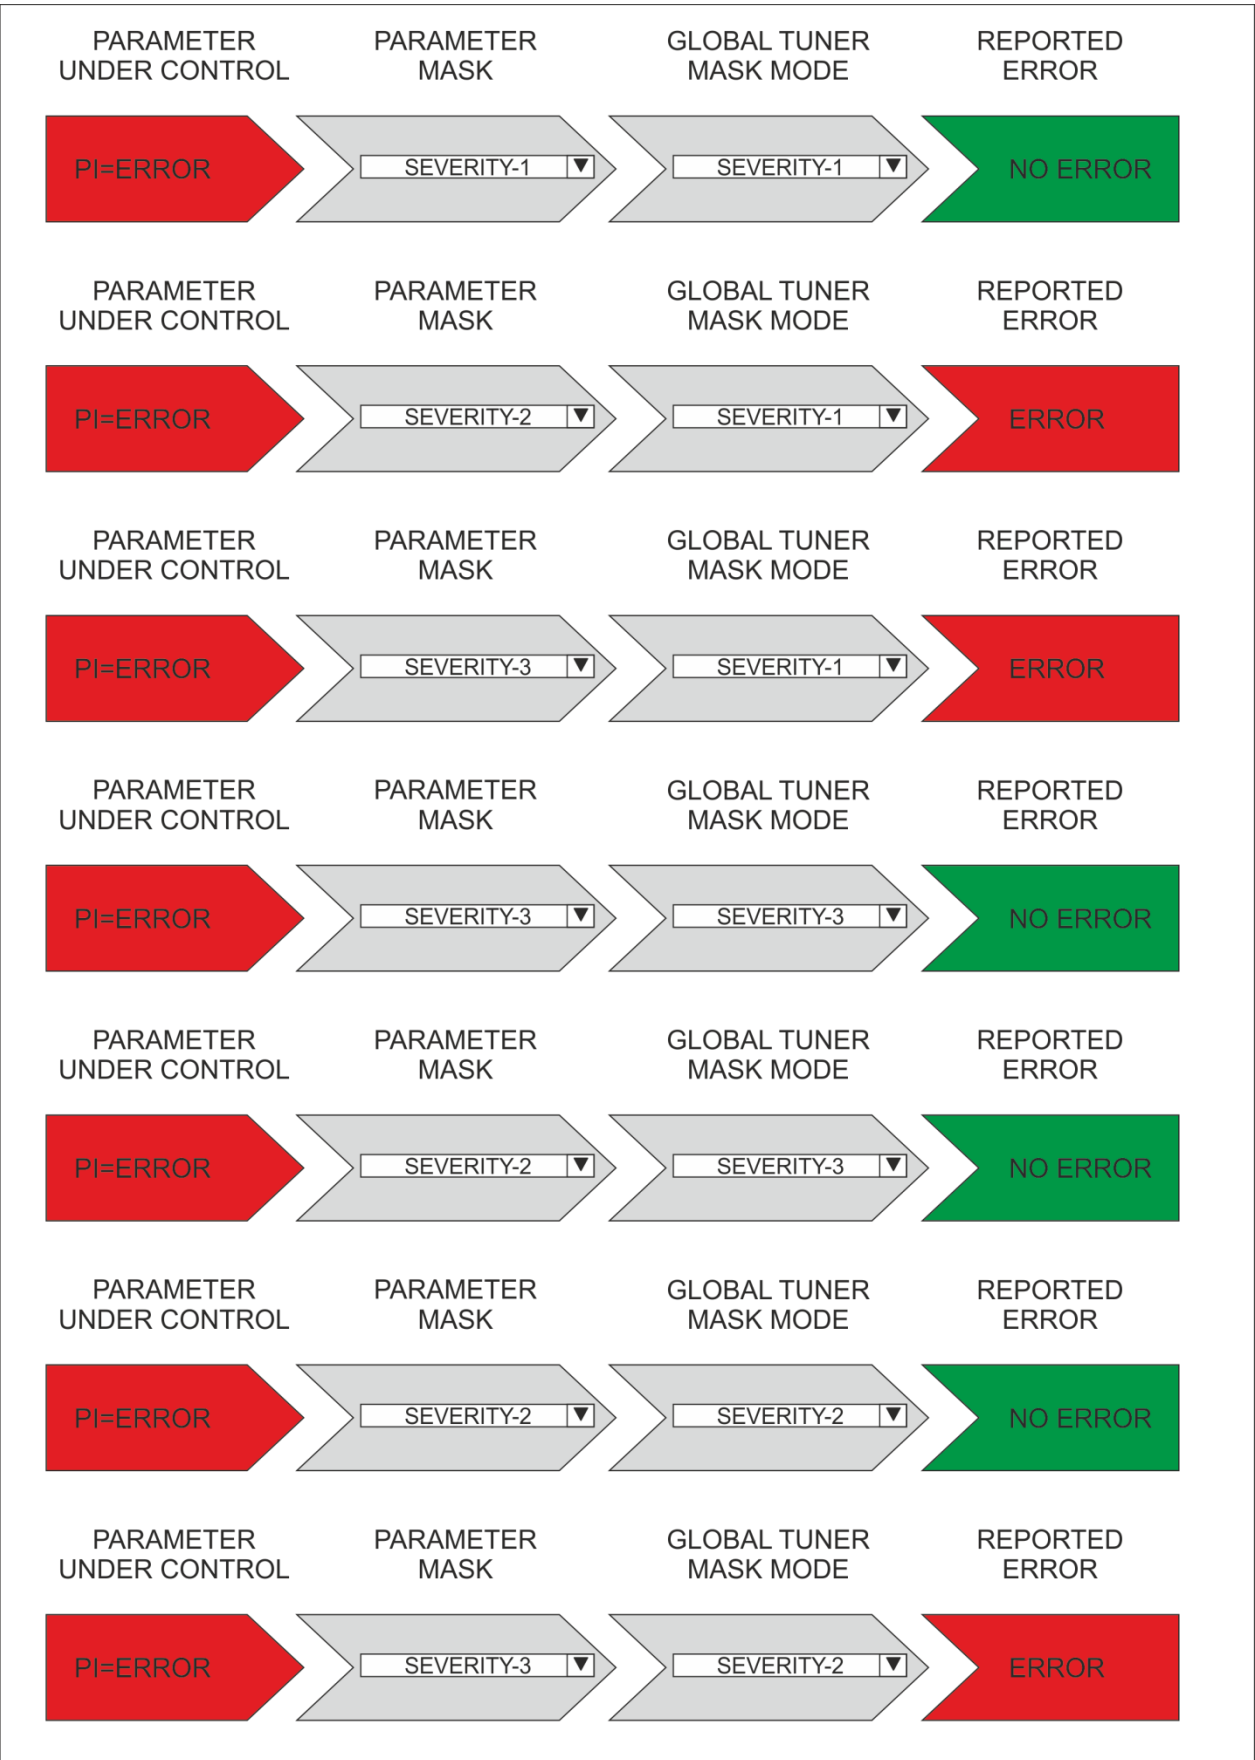 PARAMETER
UNDER CONTROL
PARAMETER
MASK
GLOBAL TUNER
MASK MODE
REPORTED
ERROR
PI=ERROR
SEVERITY-1
SEVERITY-1
NO ERROR
PARAMETER
UNDER CONTROL
PARAMETER
MASK
GLOBAL TUNER
MASK MODE
REPORTED
ERROR
PI=ERROR
SEVERITY-2
SEVERITY-1
ERROR
PARAMETER
UNDER CONTROL
PARAMETER
MASK
GLOBAL TUNER
MASK MODE
REPORTED
ERROR
PI=ERROR
SEVERITY-3
SEVERITY-1
ERROR
PARAMETER
UNDER CONTROL
PARAMETER
MASK
GLOBAL TUNER
MASK MODE
REPORTED
ERROR
PI=ERROR
SEVERITY-3
SEVERITY-3
NO ERROR
PARAMETER
UNDER CONTROL
PARAMETER
MASK
GLOBAL TUNER
MASK MODE
REPORTED
ERROR
PI=ERROR
SEVERITY-2
SEVERITY-3
NO ERROR
PARAMETER
UNDER CONTROL
PARAMETER
MASK
GLOBAL TUNER
MASK MODE
REPORTED
ERROR
PI=ERROR
SEVERITY-2
SEVERITY-2
NO ERROR
PARAMETER
UNDER CONTROL
PARAMETER
MASK
GLOBAL TUNER
MASK MODE
REPORTED
ERROR
PI=ERROR
SEVERITY-3
SEVERITY-2
ERROR